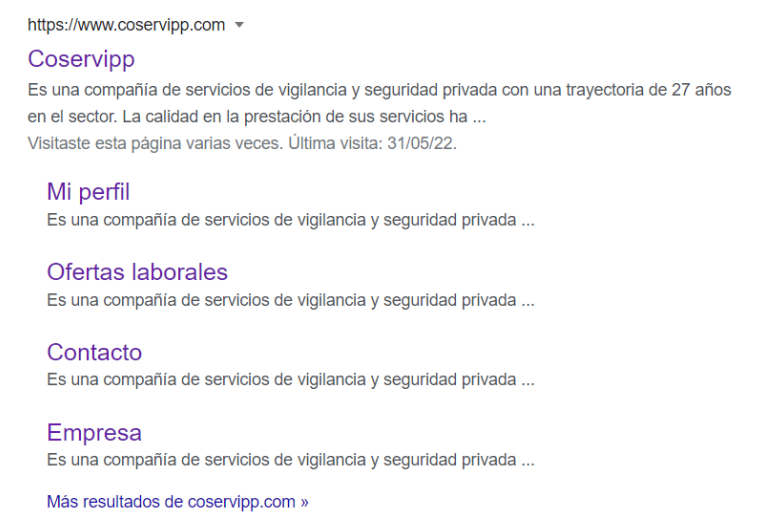 https://www.coservipp.com
Coservipp
Es una compañía de servicios de vigilancia y seguridad privada con una trayectoria de 27 años
en el sector. La calidad en la prestación de sus servicios ha ...
Visitaste esta página varias veces. Última visita: 31/05/22.
Mi perfil
Es una compañía de servicios de vigilancia y seguridad privada ...
Ofertas laborales
Es una compañía de servicios de vigilancia y seguridad privada ...
Contacto
Es una compañía de servicios de vigilancia y seguridad privada ...
Empresa
Es una compañía de servicios de vigilancia y seguridad privada ...
Más resultados de coservipp.com »